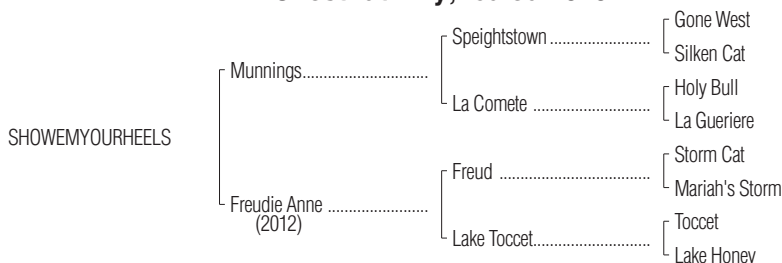 Gone West
Speightstown ............................
Silken Cat
Munnings...................................
Holy Bull
La Comete ................................
La Gueriere
SHOWEMYOURHEELS
Storm Cat
Freud .........................................
Mariah's Storm
Freudie Anne ............................
(2012)
Toccet
Lake Toccet................................
Lake Honey